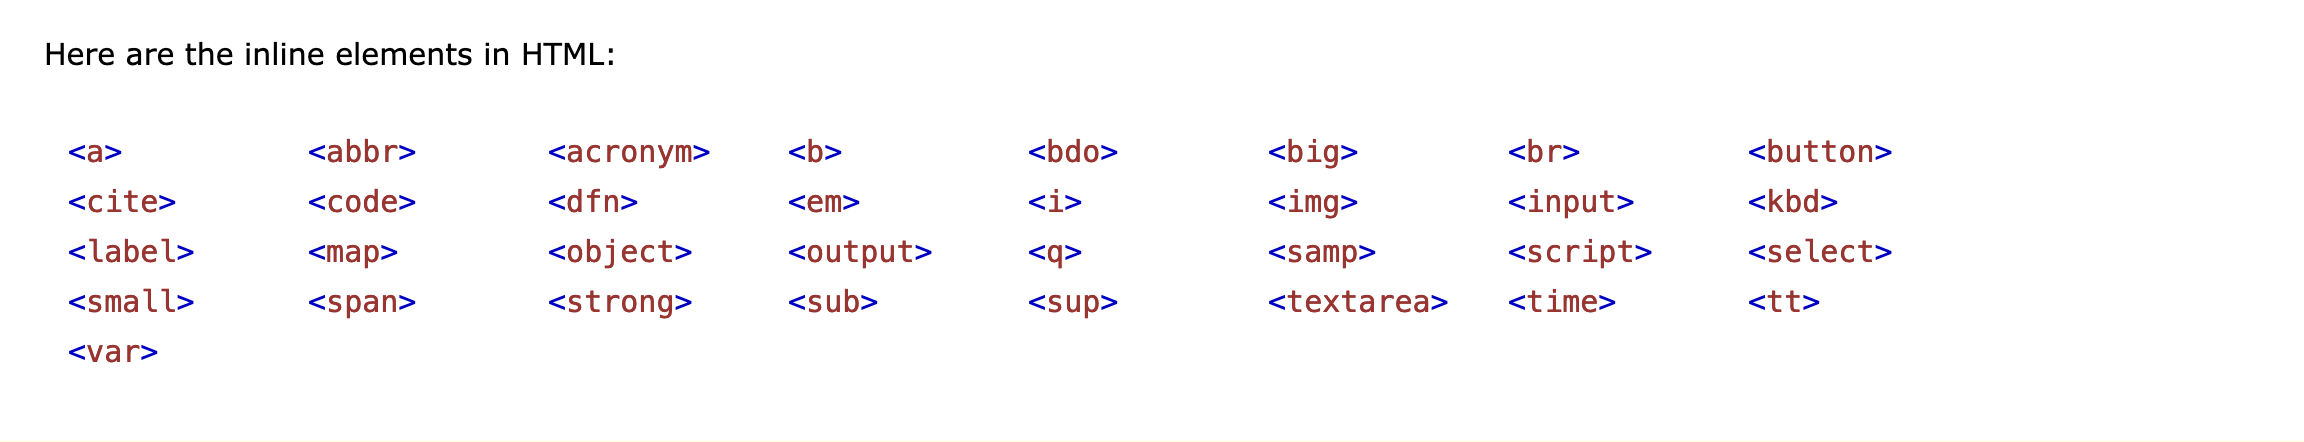 Here are the inline elements in HTML:
<a> <abbr> <acronym> <b> <bdo> <big> <br> <button>
<cite> <code> <dfn> <em> <i> <img> <input> <kbd>
<label> <map> <object> <output> <q> <samp> <script> <select>
<small> <span> <strong> <sub> <sup> <textarea> <time> <tt>
<var>